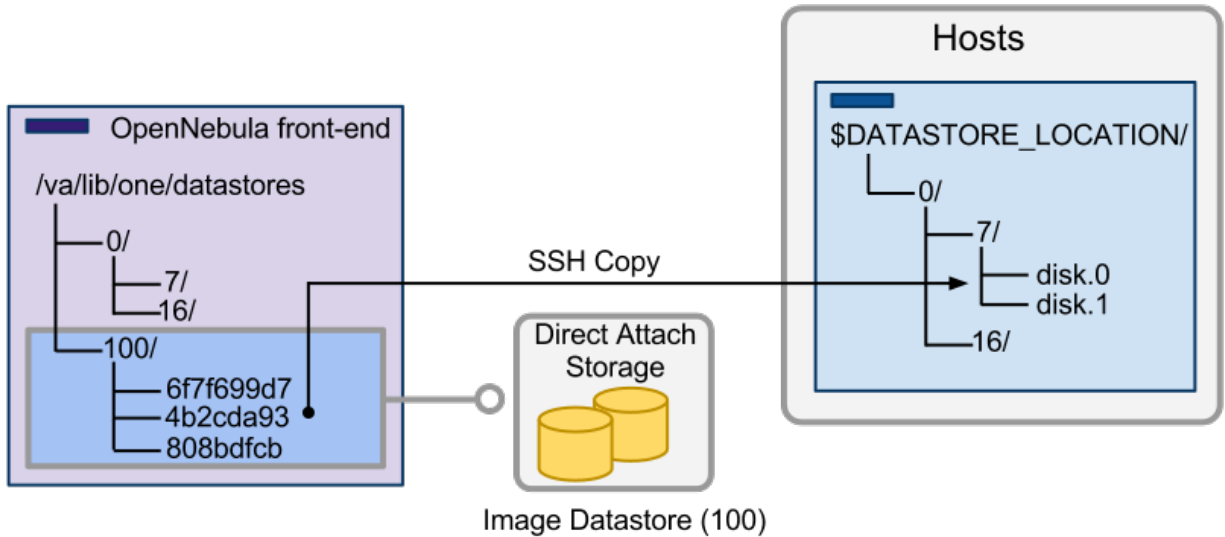 OpenNebula front-end
/va/lib/one/datastores
0/
7/
16/
100/
6f7f699d7
4b2cda93
808bdfcb
SSH Copy
Direct Attach
Storage
Image Datastore (100)
Hosts
$DATASTORE_LOCATION/
0/
7/
disk.0
disk.1
16/